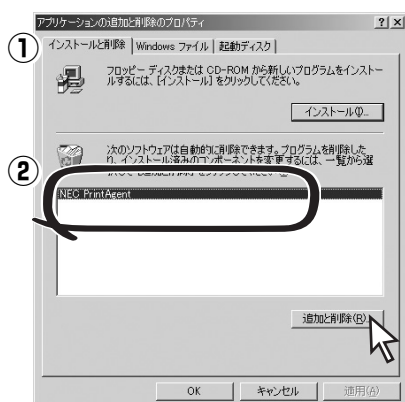 アプリケーションの追加と削除のプロパティ
? ×
① インストールと削除 Windows ファイル 起動ディスク
フロッピー ディスクまたは CD-ROM から新しいプログラムをインストー
ルするには、[インストール] をクリックしてください。
インストール(I)...
② 次のソフトウェアは自動的に削除できます。プログラムを削除した
り、インストール済みのコンポーネントを変更するには、一覧から選
NEC PrintAgent
追加と削除(R)...
OK キャンセル 適用(A)